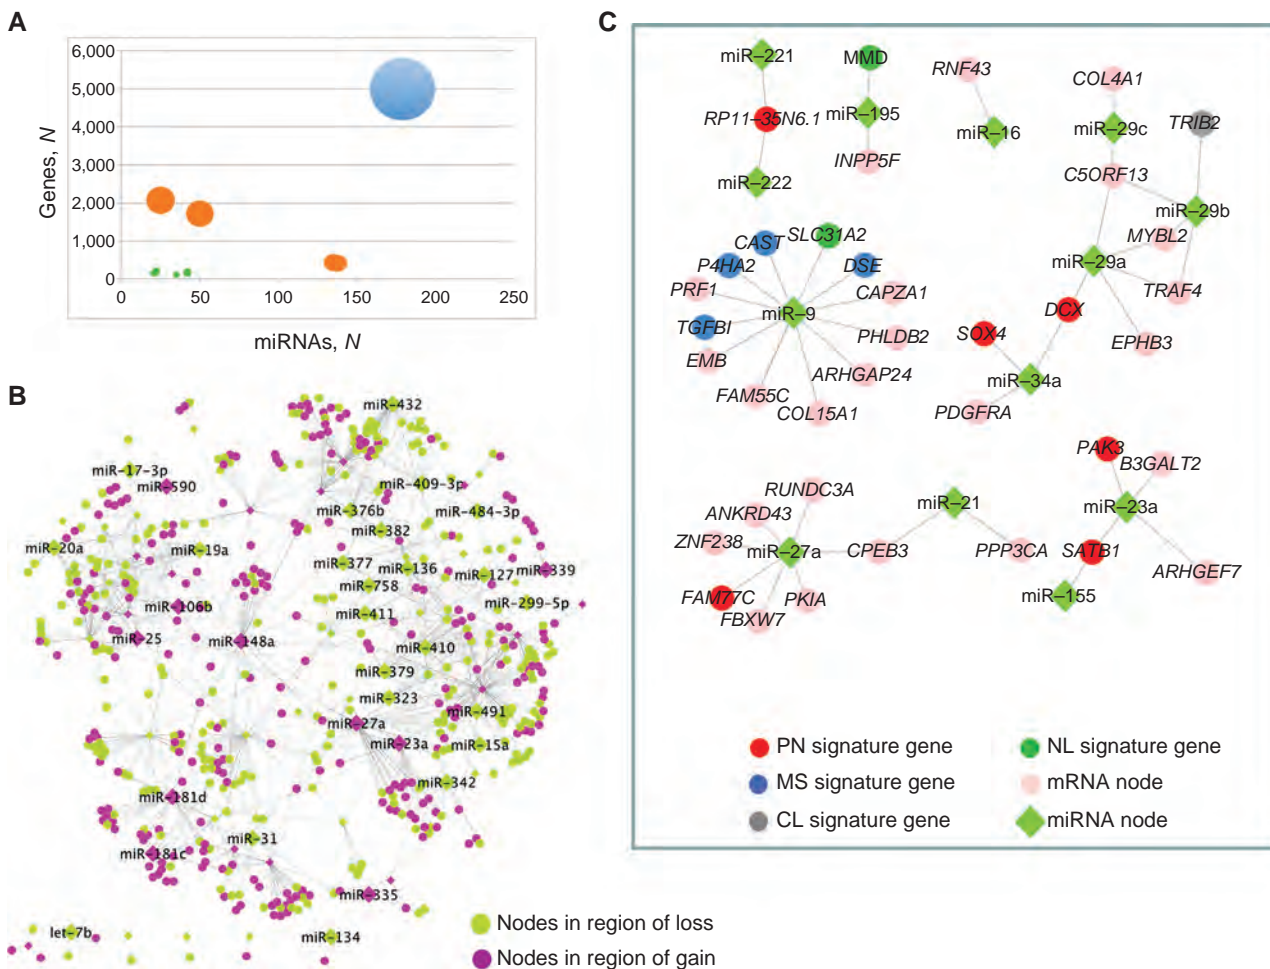 A
6,000
5,000
4,000
3,000
2,000
1,000
0
0 50 100 150 200 250
Genes, N
miRNAs, N
B
miR-432
miR-17-3p
miR-590
miR-409-3p
miR-376b
miR-484-3p
miR-382
miR-20a
miR-19a
miR-377
miR-136
miR-127
miR-339
miR-758
miR-106b
miR-299-5p
miR-411
miR-25
miR-148a
miR-410
miR-379
miR-323
miR-491
miR-27a
miR-23a
miR-15a
miR-342
miR-181d
miR-31
miR-181c
miR-335
let-7b
miR-134
Nodes in region of loss
Nodes in region of gain
C
miR–221
MMD
RNF43
COL4A1
RP11–35N6.1
miR–195
miR–16
miR–29c
TRIB2
INPP5F
miR–222
C5ORF13
miR–29b
CAST
SLC31A2
MYBL2
P4HA2
DSE
miR–29a
PRF1
CAPZA1
TRAF4
miR–9
DCX
TGFBI
PHLDB2
SOX4
EPHB3
EMB
ARHGAP24
miR–34a
FAM55C
COL15A1
PDGFRA
PAK3
B3GALT2
RUNDC3A
miR–21
miR–23a
ANKRD43
ZNF238
miR–27a
CPEB3
PPP3CA
SATB1
ARHGEF7
FAM77C
PKIA
miR–155
FBXW7
PN signature gene
NL signature gene
MS signature gene
mRNA node
CL signature gene
miRNA node